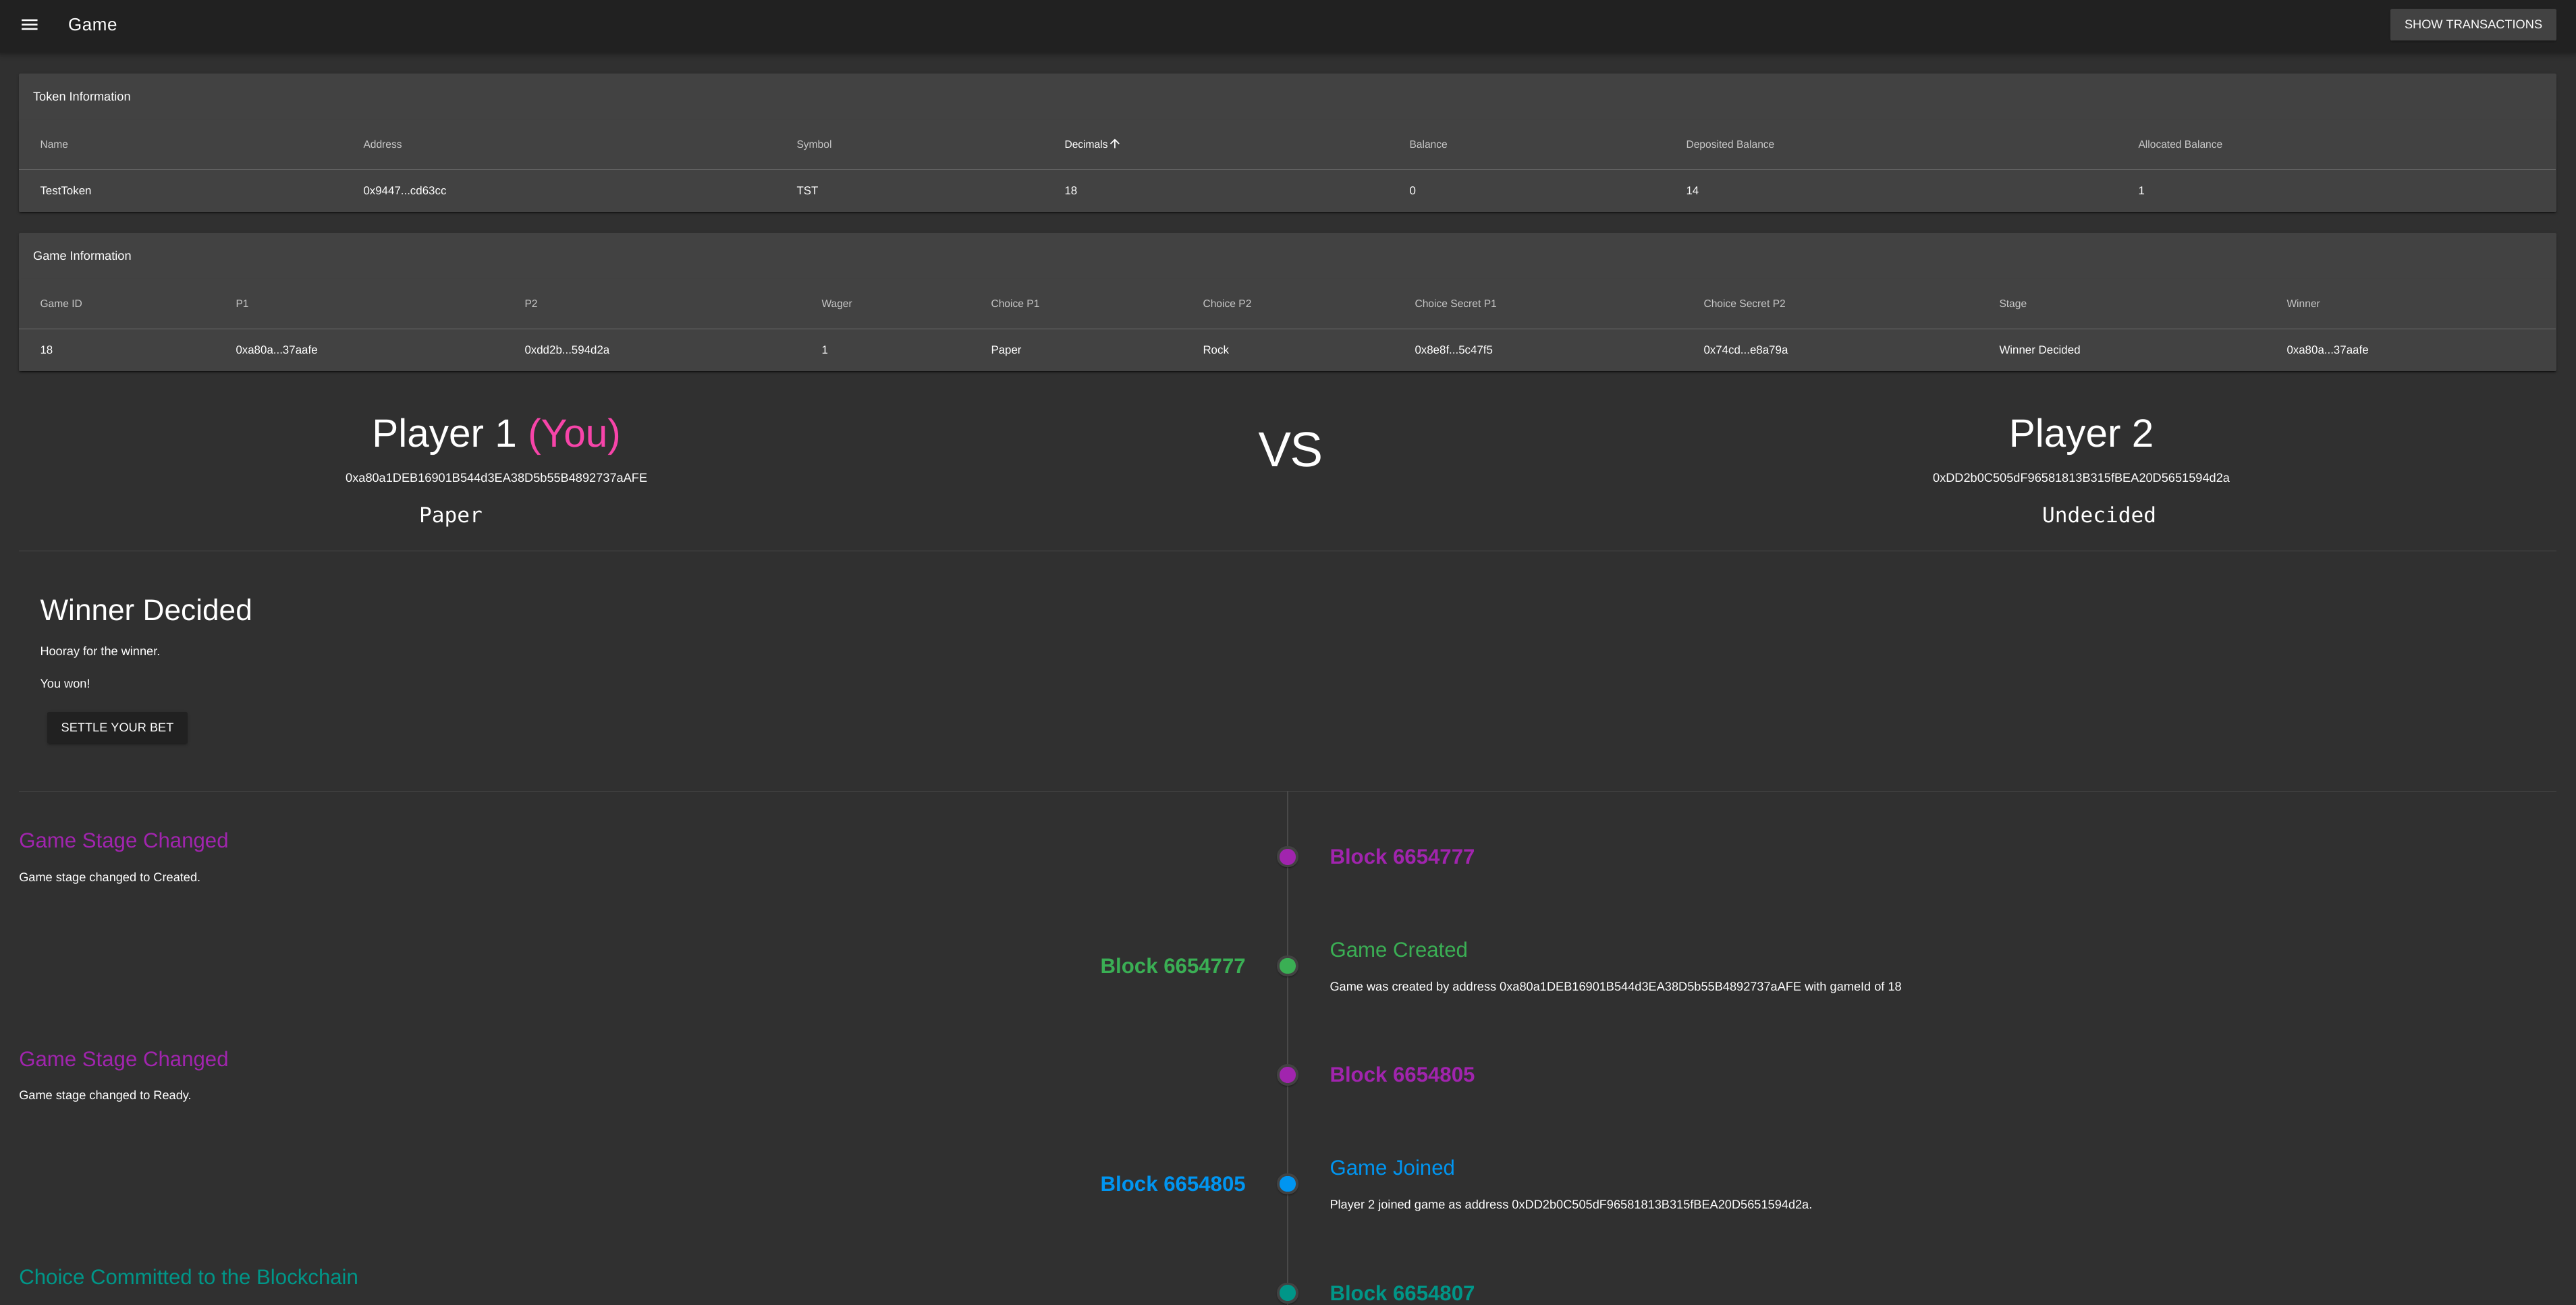 Game
SHOW TRANSACTIONS
Token Information
Name Address Symbol Decimals Balance Deposited Balance Allocated Balance
TestToken 0x9447...cd63cc TST 18 0 14 1
Game Information
Game ID P1 P2 Wager Choice P1 Choice P2 Choice Secret P1 Choice Secret P2 Stage Winner
18 0xa80a...37aafe 0xdd2b...594d2a 1 Paper Rock 0x8e8f...5c47f5 0x74cd...e8a79a Winner Decided 0xa80a...37aafe
Player 1 (You)
0xa80a1DEB16901B544d3EA38D5b55B4892737aAFE
Paper
VS
Player 2
0xDD2b0C505dF96581813B315fBEA20D5651594d2a
Undecided
Winner Decided
Hooray for the winner.
You won!
SETTLE YOUR BET
Game Stage Changed
Game stage changed to Created.
Block 6654777
Block 6654777
Game Created
Game was created by address 0xa80a1DEB16901B544d3EA38D5b55B4892737aAFE with gameId of 18
Game Stage Changed
Game stage changed to Ready.
Block 6654805
Block 6654805
Game Joined
Player 2 joined game as address 0xDD2b0C505dF96581813B315fBEA20D5651594d2a.
Choice Committed to the Blockchain
Block 6654807